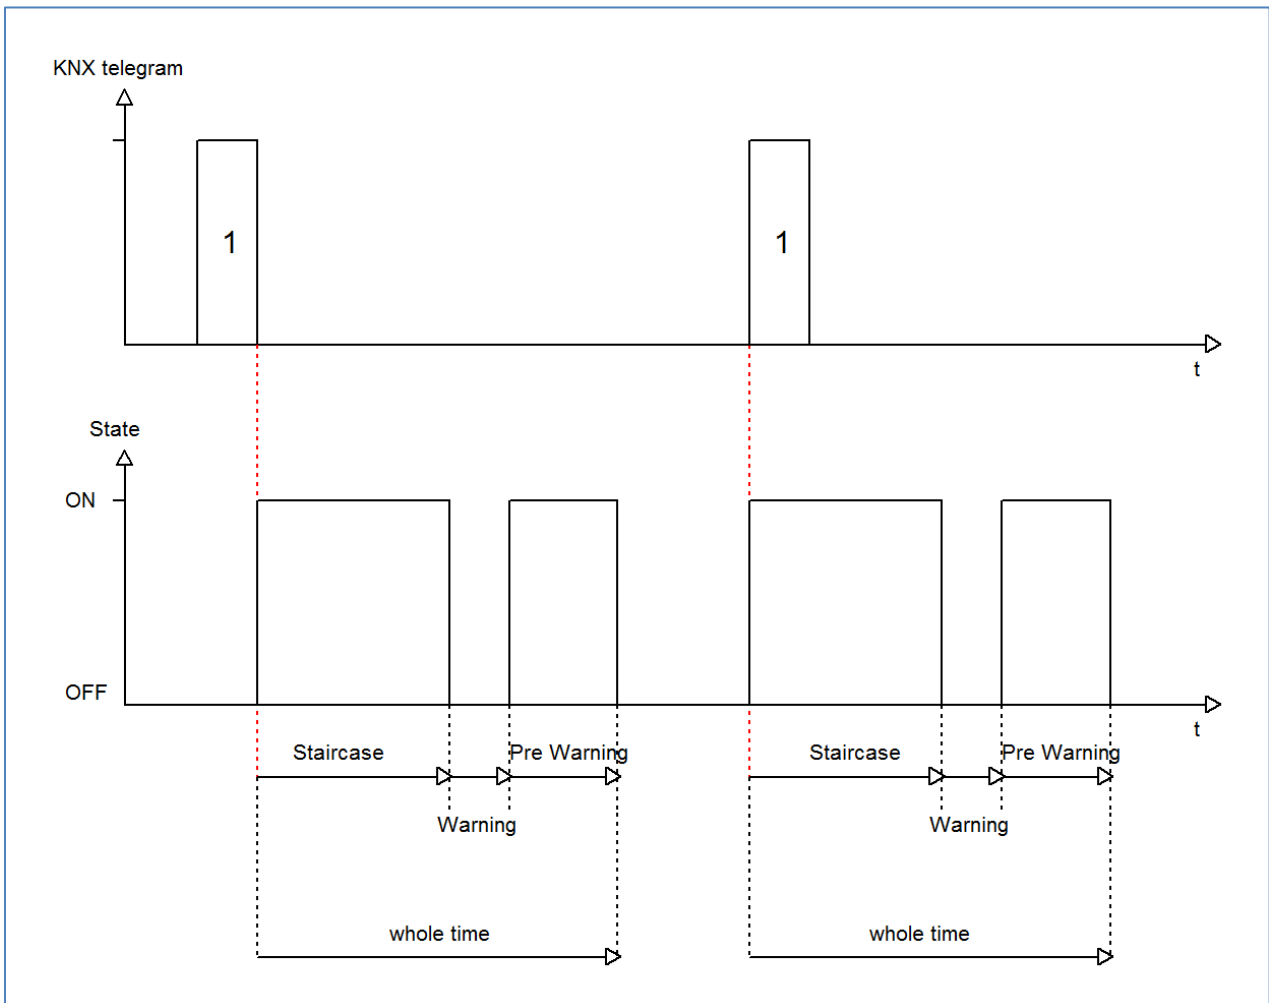 KNX telegram
1
1
t
State
ON
OFF
t
Staircase
Pre Warning
Staircase
Pre Warning
Warning
Warning
whole time
whole time